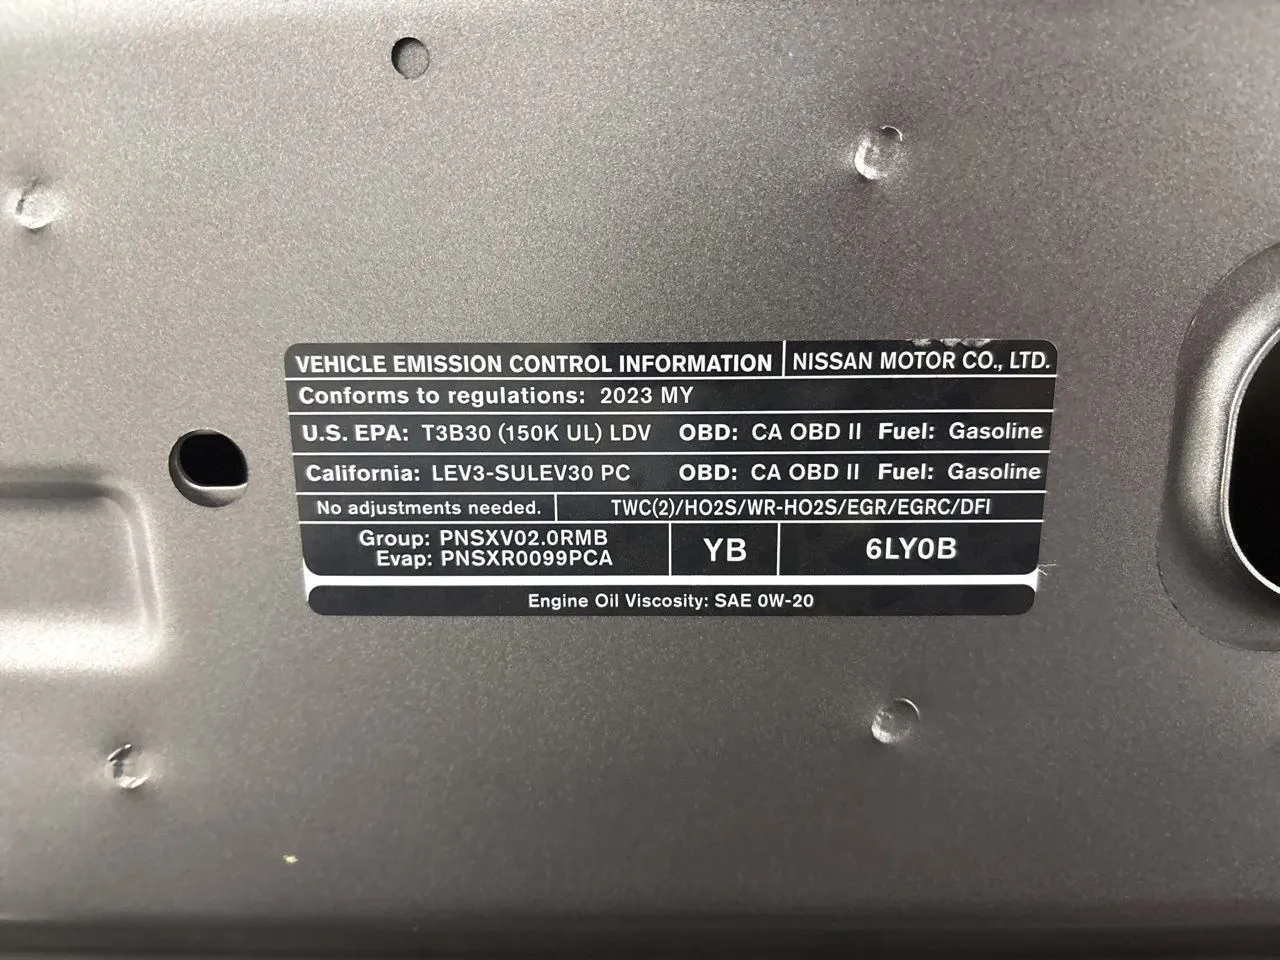 VEHICLE EMISSION CONTROL INFORMATION NISSAN MOTOR CO., LTD.
Conforms to regulations: 2023 MY
U.S. EPA: T3B30 (150K UL) LDV OBD: CA OBD II Fuel: Gasoline
California: LEV3-SULEV30 PC OBD: CA OBD II Fuel: Gasoline
No adjustments needed. TWC(2)/HO2S/WR-HO2S/EGR/EGRC/DFI
Group: PNSXV02.0RMB
Evap: PNSXR0099PCA
YB
6LY0B
Engine Oil Viscosity: SAE 0W-20